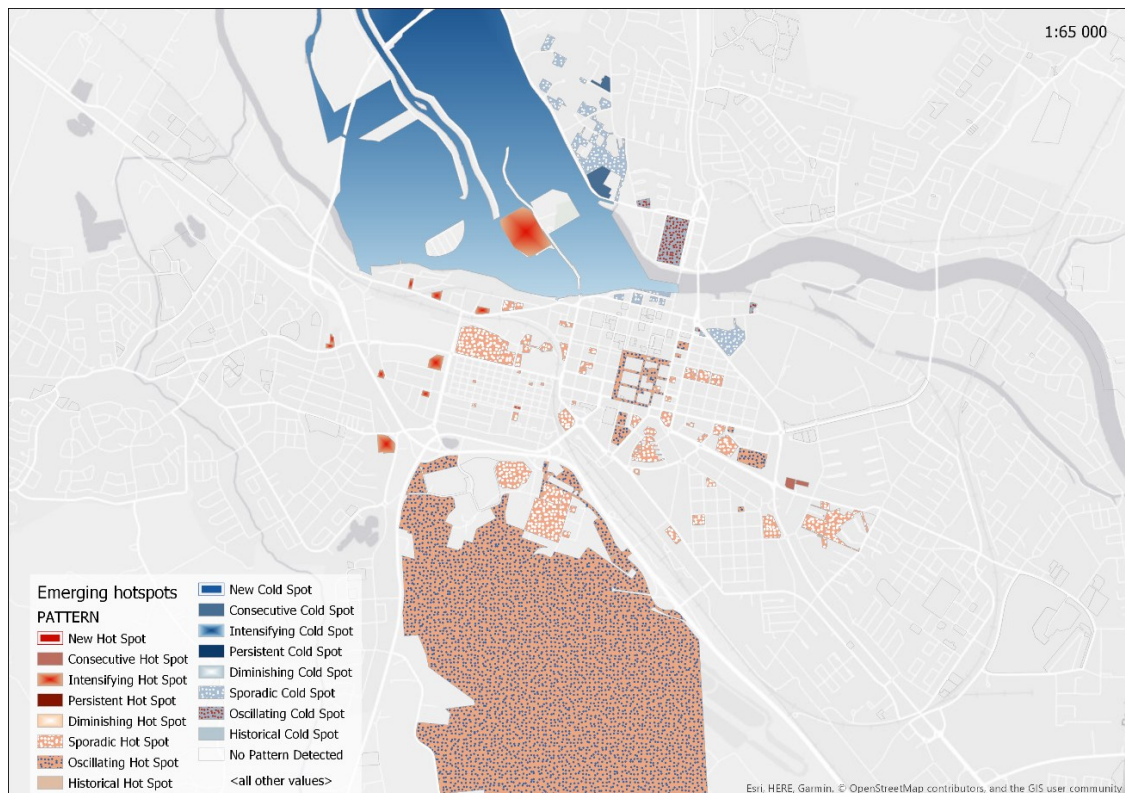 1:65 000
Emerging hotspots
PATTERN
New Hot Spot
Consecutive Hot Spot
Intensifying Hot Spot
Persistent Hot Spot
Diminishing Hot Spot
Sporadic Hot Spot
Oscillating Hot Spot
Historical Hot Spot
New Cold Spot
Consecutive Cold Spot
Intensifying Cold Spot
Persistent Cold Spot
Diminishing Cold Spot
Sporadic Cold Spot
Oscillating Cold Spot
Historical Cold Spot
No Pattern Detected
<all other values>
Esri, HERE, Garmin, © OpenStreetMap contributors, and the GIS user community